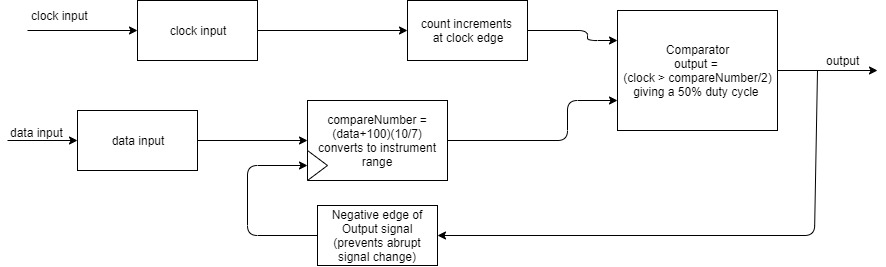 clock input
clock input
count increments
at clock edge
Comparator
output =
(clock > compareNumber/2)
giving a 50% duty cycle
output
data input
data input
compareNumber =
(data+100)(10/7)
converts to instrument
range
Negative edge of
Output signal
(prevents abrupt
signal change)